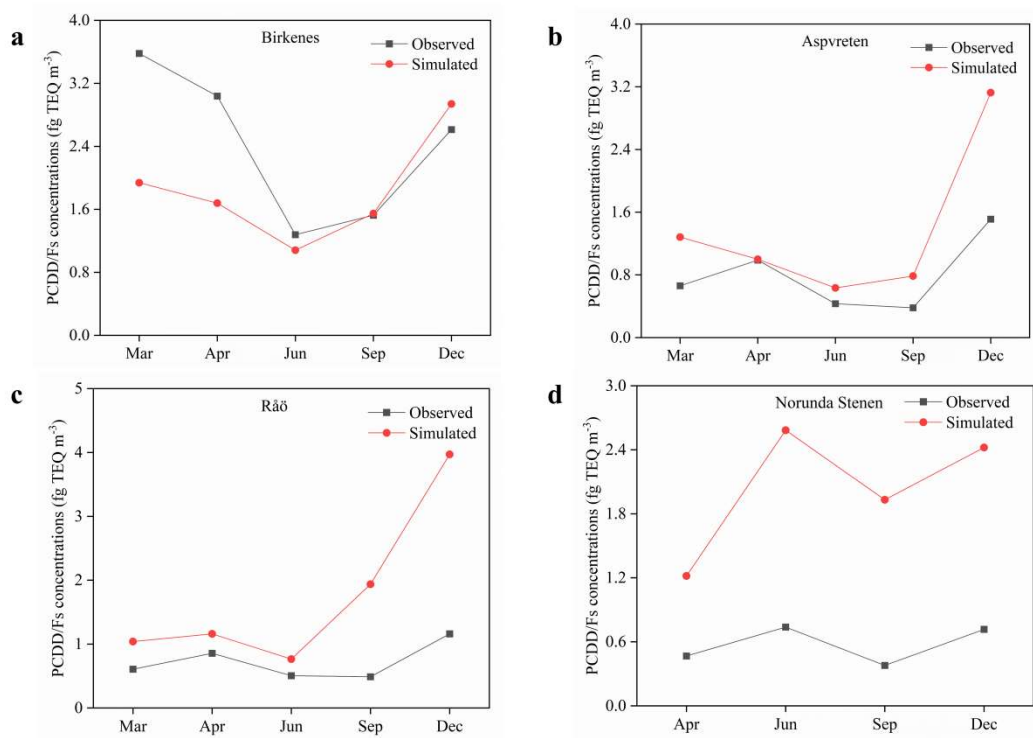 a
Birkenes
Observed
Simulated
PCDD/Fs concentrations (fg TEQ m⁻³)
4.0
3.2
2.4
1.6
0.8
0.0
Mar Apr Jun Sep Dec
b
Aspvreten
Observed
Simulated
PCDD/Fs concentrations (fg TEQ m⁻³)
4.0
3.2
2.4
1.6
0.8
0.0
Mar Apr Jun Sep Dec
c
Råö
Observed
Simulated
PCDD/Fs concentrations (fg TEQ m⁻³)
5
4
3
2
1
0
Mar Apr Jun Sep Dec
d
Norunda Stenen
Observed
Simulated
PCDD/Fs concentrations (fg TEQ m⁻³)
3.0
2.4
1.8
1.2
0.6
0.0
Apr Jun Sep Dec